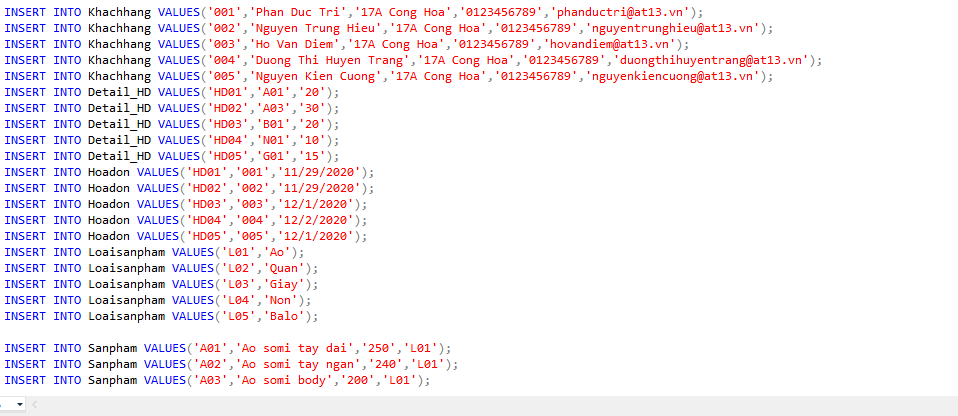 INSERT INTO Khachhang VALUES('001','Phan Duc Tri','17A Cong Hoa','0123456789','phanductri@at13.vn');
INSERT INTO Khachhang VALUES('002','Nguyen Trung Hieu','17A Cong Hoa','0123456789','nguyentrunghieu@at13.vn');
INSERT INTO Khachhang VALUES('003','Ho Van Diem','17A Cong Hoa','0123456789','hovandiem@at13.vn');
INSERT INTO Khachhang VALUES('004','Duong Thi Huyen Trang','17A Cong Hoa','0123456789','duongthihuyentrang@at13.vn');
INSERT INTO Khachhang VALUES('005','Nguyen Kien Cuong','17A Cong Hoa','0123456789','nguyenkiencuong@at13.vn');
INSERT INTO Detail_HD VALUES('HD01','A01','20');
INSERT INTO Detail_HD VALUES('HD02','A03','30');
INSERT INTO Detail_HD VALUES('HD03','B01','20');
INSERT INTO Detail_HD VALUES('HD04','N01','10');
INSERT INTO Detail_HD VALUES('HD05','G01','15');
INSERT INTO Hoadon VALUES('HD01','001','11/29/2020');
INSERT INTO Hoadon VALUES('HD02','002','11/29/2020');
INSERT INTO Hoadon VALUES('HD03','003','12/1/2020');
INSERT INTO Hoadon VALUES('HD04','004','12/2/2020');
INSERT INTO Hoadon VALUES('HD05','005','12/1/2020');
INSERT INTO Loaisanpham VALUES('L01','Ao');
INSERT INTO Loaisanpham VALUES('L02','Quan');
INSERT INTO Loaisanpham VALUES('L03','Giay');
INSERT INTO Loaisanpham VALUES('L04','Non');
INSERT INTO Loaisanpham VALUES('L05','Balo');
INSERT INTO Sanpham VALUES('A01','Ao somi tay dai','250','L01');
INSERT INTO Sanpham VALUES('A02','Ao somi tay ngan','240','L01');
INSERT INTO Sanpham VALUES('A03','Ao somi body','200','L01');